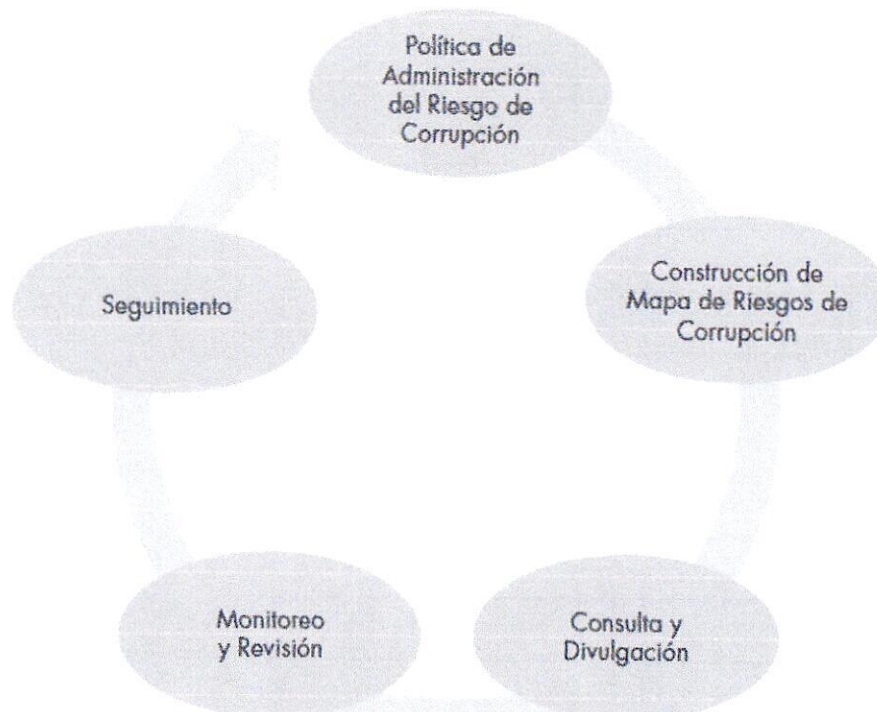 Política de
Administración
del Riesgo de
Corrupción
Construcción de
Mapa de Riesgos de
Corrupción
Consulta y
Divulgación
Monitoreo
y Revisión
Seguimiento